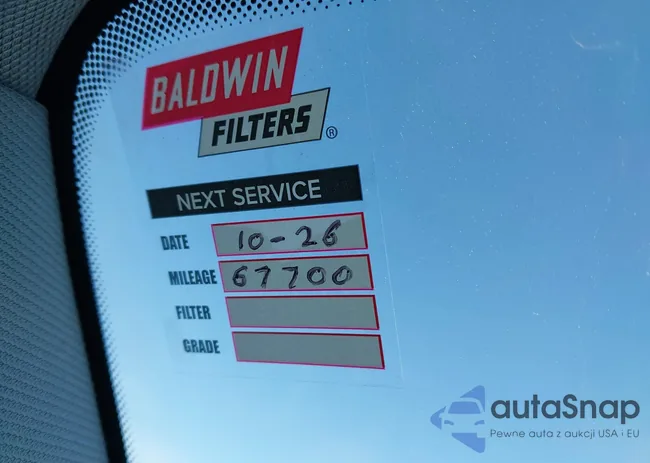 BALDWIN
FILTERS®
NEXT SERVICE
DATE 10-26
MILEAGE 67700
FILTER
GRADE
autaSnap
Pewne auta z aukcji USA i EU